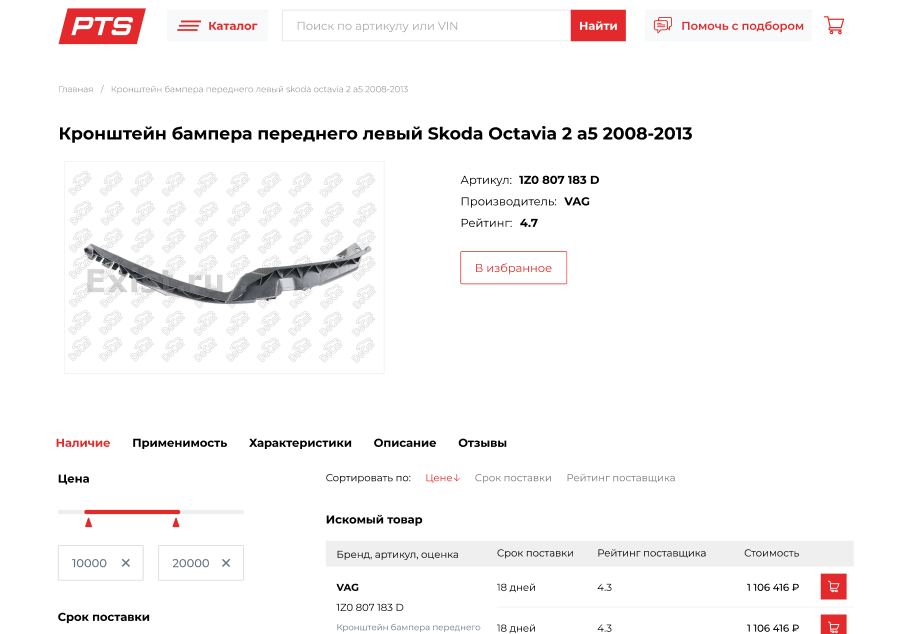 PTS
Каталог
Поиск по артикулу или VIN
Найти
Помочь с подбором
Главная / Кронштейн бампера переднего левый skoda octavia 2 a5 2008-2013
Кронштейн бампера переднего левый Skoda Octavia 2 a5 2008-2013
Артикул: 1Z0 807 183 D
Производитель: VAG
Рейтинг: 4.7
В избранное
Exist.ru
Наличие Применимость Характеристики Описание Отзывы
Цена
10000
20000
Срок поставки
Сортировать по: Цене↓ Срок поставки Рейтинг поставщика
Искомый товар
Бренд, артикул, оценка Срок поставки Рейтинг поставщика Стоимость
VAG 18 дней 4.3 1 106 416 ₽
1Z0 807 183 D
Кронштейн бампера переднего 18 дней 4.3 1 106 416 ₽